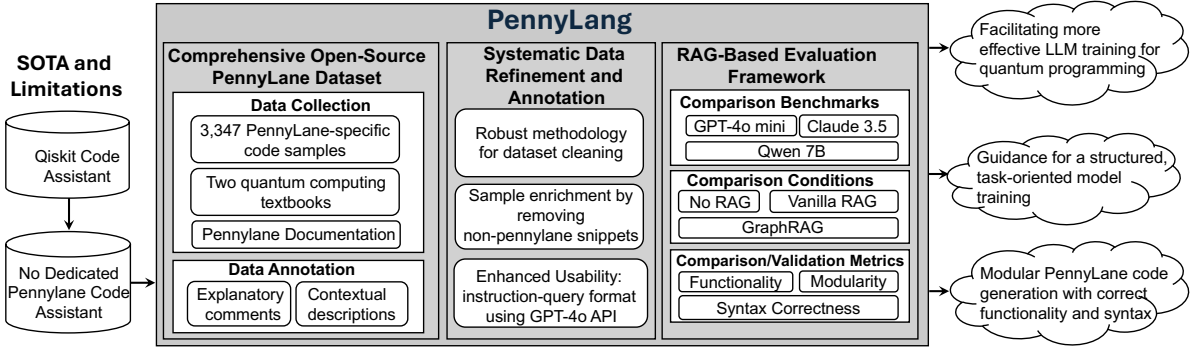 PennyLang
SOTA and
Limitations
Qiskit Code
Assistant
No Dedicated
Pennylane Code
Assistant
Comprehensive Open-Source
PennyLane Dataset
Data Collection
3,347 PennyLane-specific
code samples
Two quantum computing
textbooks
Pennylane Documentation
Data Annotation
Explanatory
comments
Contextual
descriptions
Systematic Data
Refinement and
Annotation
Robust methodology
for dataset cleaning
Sample enrichment by
removing
non-pennylane snippets
Enhanced Usability:
instruction-query format
using GPT-4o API
RAG-Based Evaluation
Framework
Comparison Benchmarks
GPT-4o mini
Claude 3.5
Qwen 7B
Comparison Conditions
No RAG
Vanilla RAG
GraphRAG
Comparison/Validation Metrics
Functionality
Modularity
Syntax Correctness
Facilitating more
effective LLM training for
quantum programming
Guidance for a structured,
task-oriented model
training
Modular PennyLane code
generation with correct
functionality and syntax